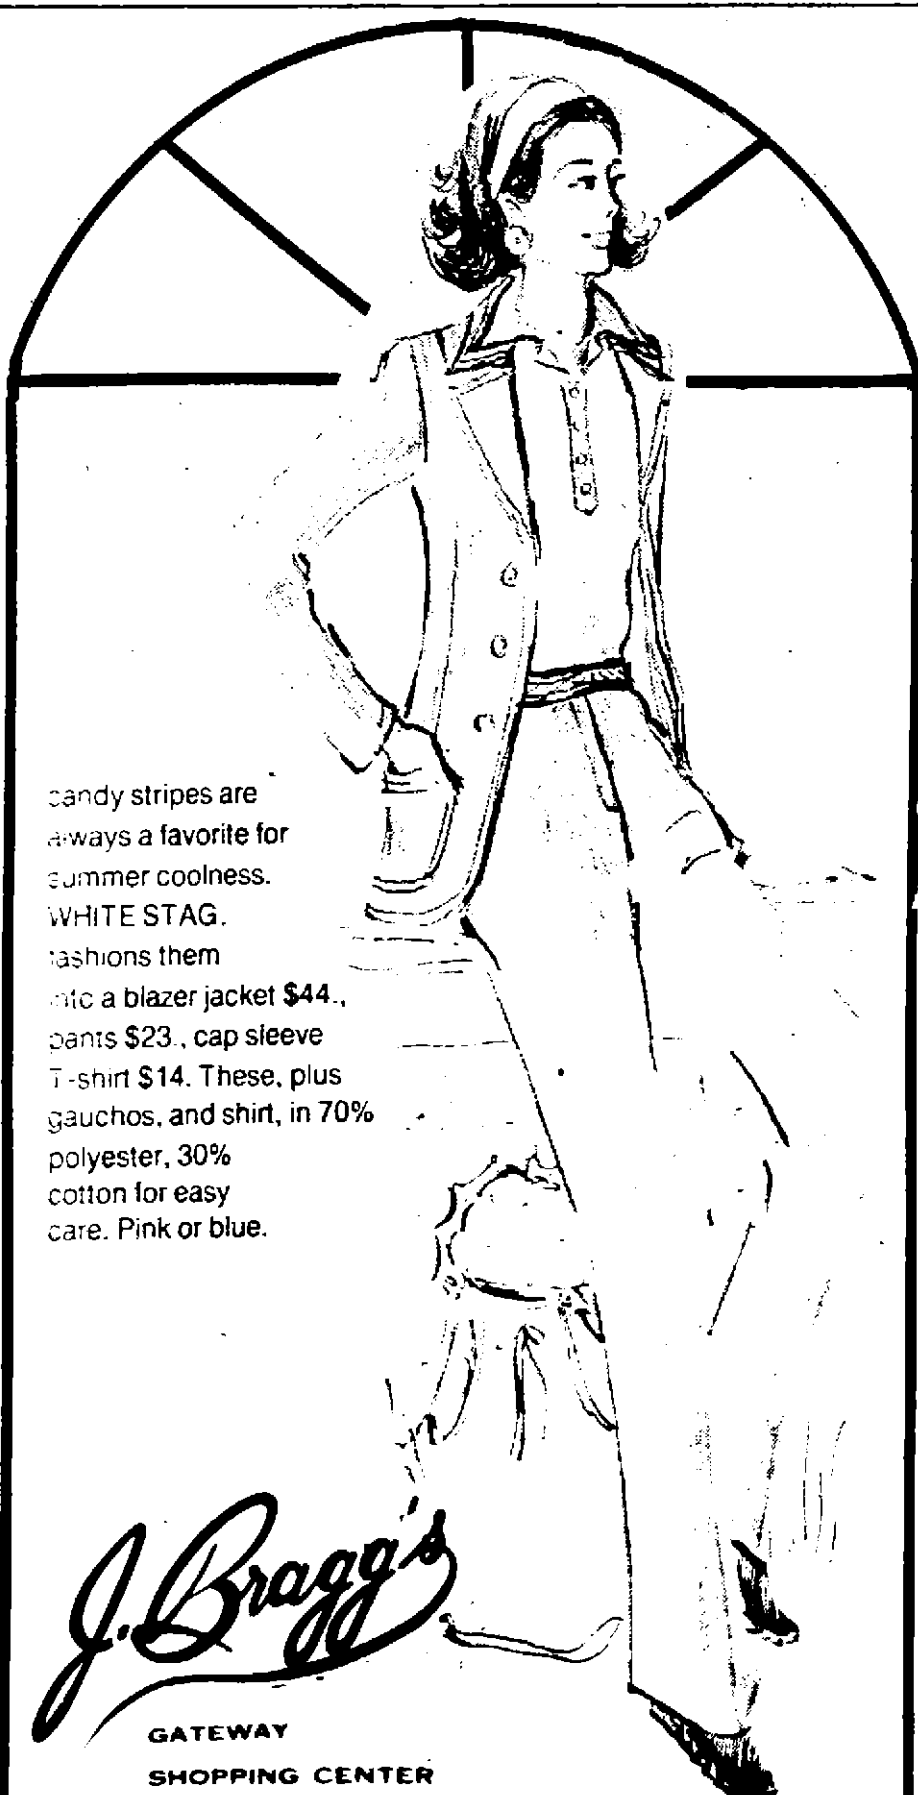 candy stripes are
always a favorite for
summer coolness.
WHITE STAG.
fashions them
into a blazer jacket $44.,
pants $23., cap sleeve
T-shirt $14. These, plus
gauchos, and shirt, in 70%
polyester, 30%
cotton for easy
care. Pink or blue.
J. Bragg's
GATEWAY
SHOPPING CENTER